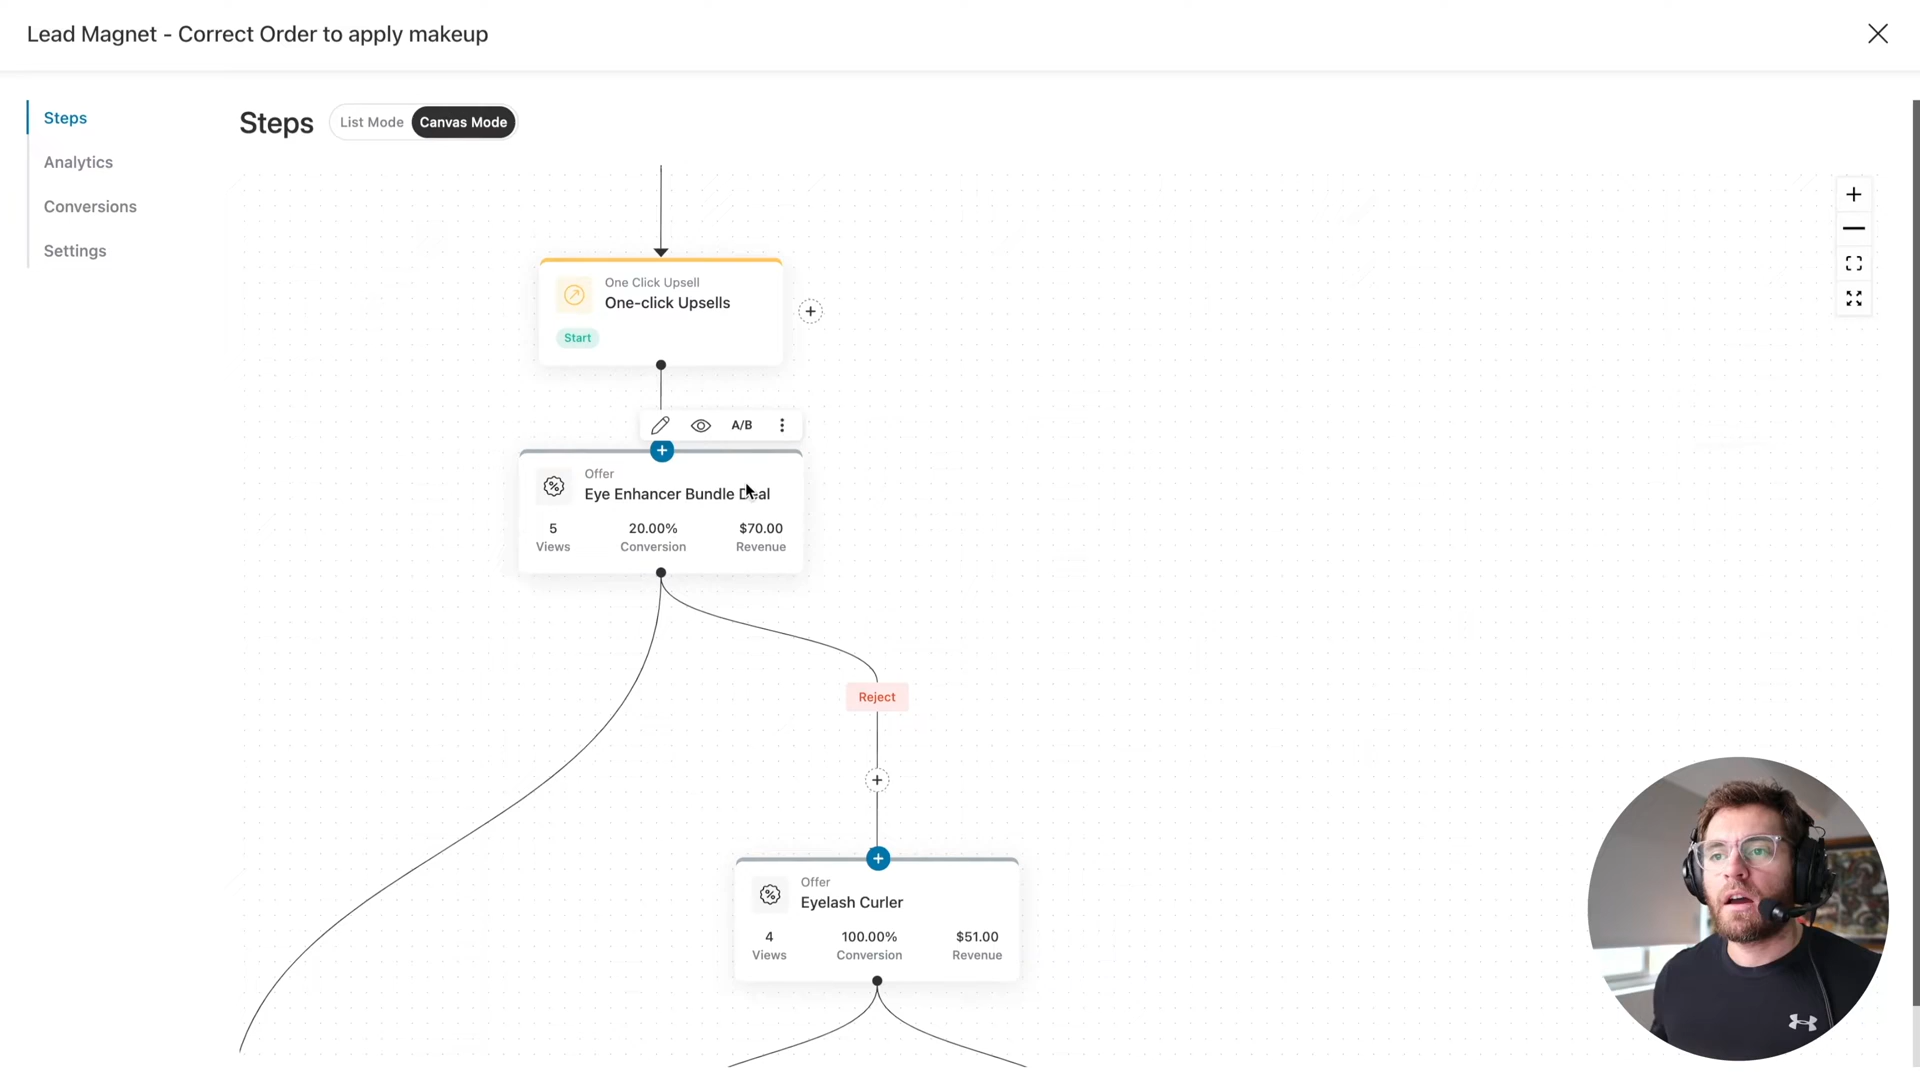 Lead Magnet - Correct Order to apply makeup
Steps
Analytics
Conversions
Settings
Steps
List Mode
Canvas Mode
One Click Upsell
One-click Upsells
Start
A/B
Offer
Eye Enhancer Bundle Deal
5
20.00%
$70.00
Views
Conversion
Revenue
Reject
Offer
Eyelash Curler
4
100.00%
$51.00
Views
Conversion
Revenue